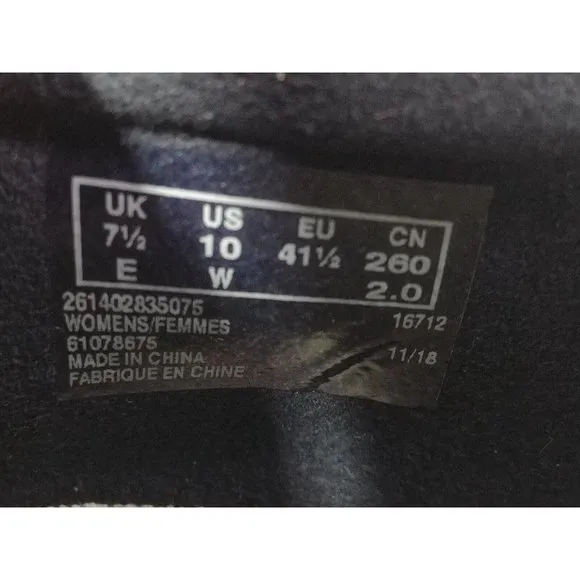 UK US EU CN
7½ 10 41½ 260
E W 2.0
261402835075
WOMENS/FEMMES 16712
61078675
MADE IN CHINA 11/18
FABRIQUE EN CHINE